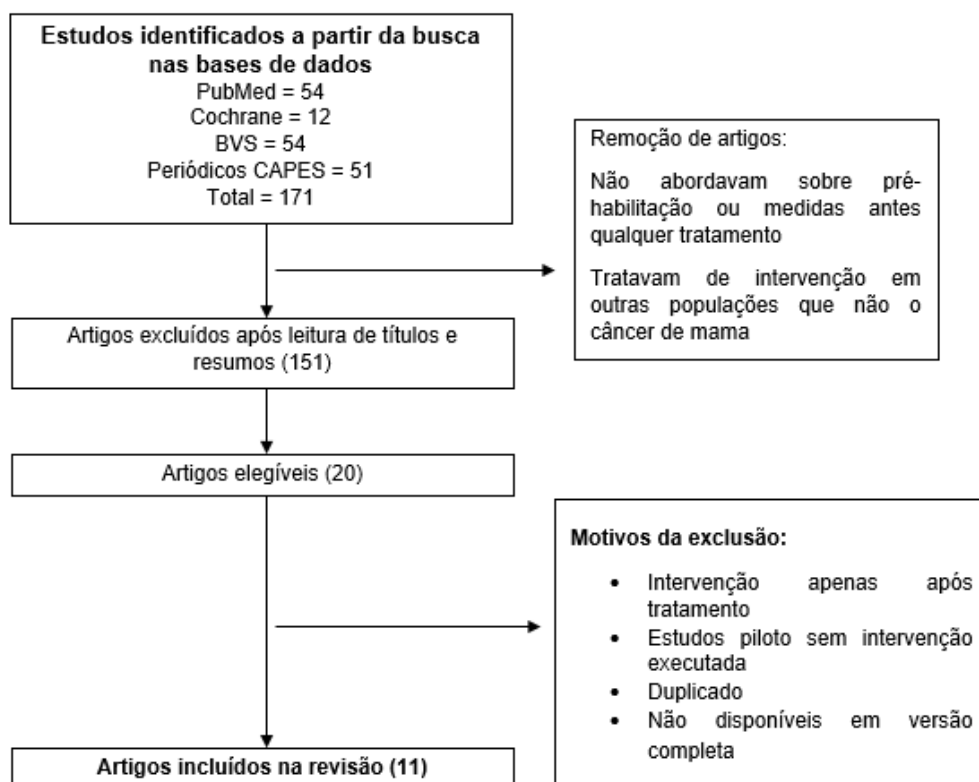 Estudos identificados a partir da busca
nas bases de dados
PubMed = 54
Cochrane = 12
BVS = 54
Periódicos CAPES = 51
Total = 171
Remoção de artigos:
Não abordavam sobre pré-
habilitação ou medidas antes
qualquer tratamento
Tratavam de intervenção em
outras populações que não o
câncer de mama
Artigos excluídos após leitura de títulos e
resumos (151)
Artigos elegíveis (20)
Motivos da exclusão:
• Intervenção apenas após
tratamento
• Estudos piloto sem intervenção
executada
• Duplicado
• Não disponíveis em versão
completa
Artigos incluídos na revisão (11)